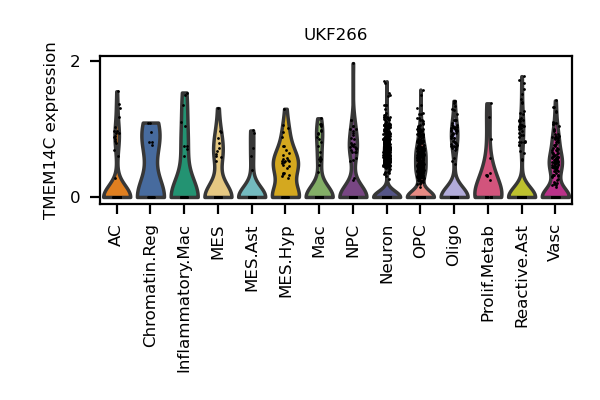 UKF266
TMEM14C expression
2
0
AC
Chromatin.Reg
Inflammatory.Mac
MES
MES.Ast
MES.Hyp
Mac
NPC
Neuron
OPC
Oligo
Prolif.Metab
Reactive.Ast
Vasc